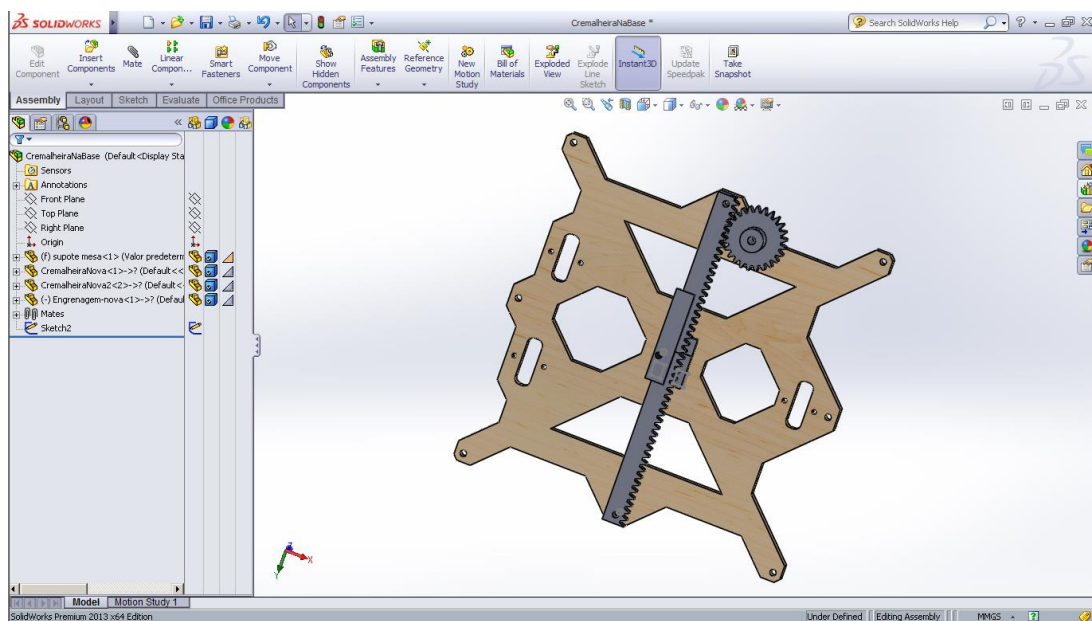 SOLIDWORKS
CremalheiraNaBase *
Search SolidWorks Help
Edit Component
Insert Components
Mate
Linear Compon...
Smart Fasteners
Move Component
Show Hidden Components
Assembly Features
Reference Geometry
New Motion Study
Bill of Materials
Exploded View
Explode Line Sketch
Instant3D
Update Speedpak
Take Snapshot
Assembly Layout Sketch Evaluate Office Products
CremalheiraNaBase (Default<Display Sta
Sensors
Annotations
Front Plane
Top Plane
Right Plane
Origin
(f) supote mesa<1> (Valor predeterm
CremalheiraNova<1>->? (Default<<
CremalheiraNova2<2>->? (Default<
(-) Engrenagem-nova<1>->? (Defaul
Mates
Sketch2
X
Y
Z
Model Motion Study 1
SolidWorks Premium 2013 x64 Edition
Under Defined Editing Assembly MMGS